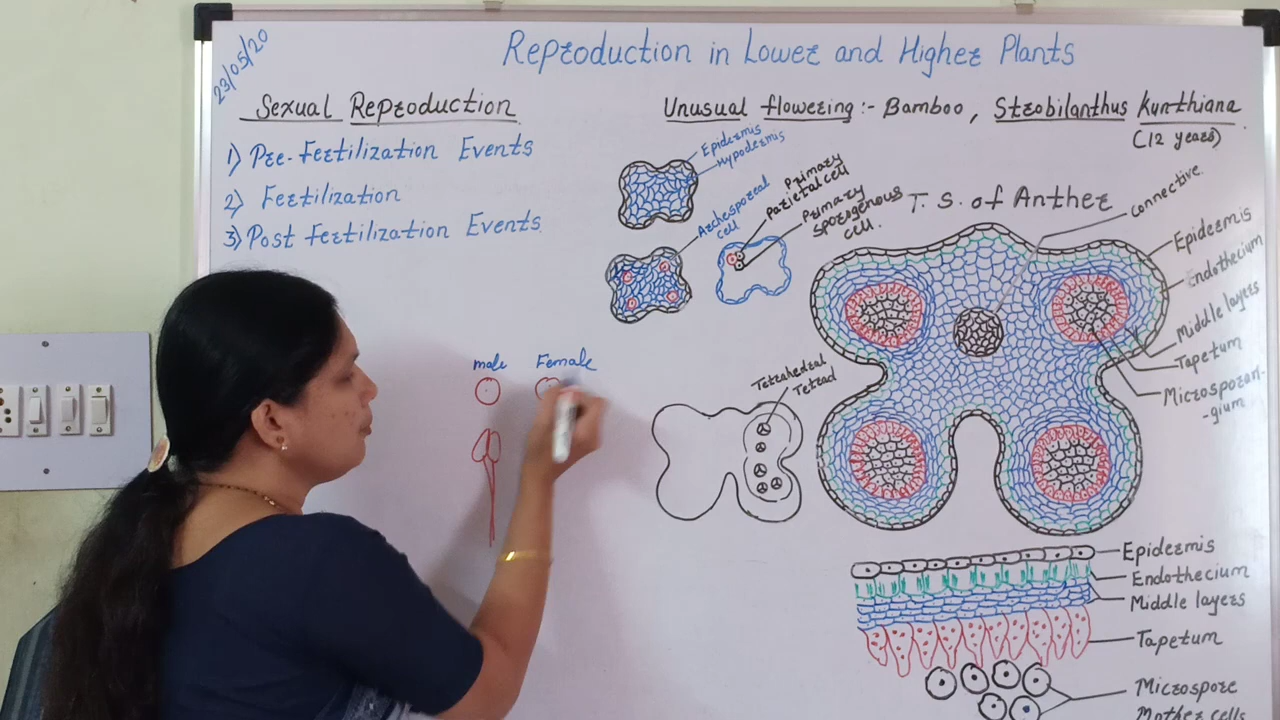 23/05/20
Reproduction in Lower and Higher Plants
Sexual Reproduction
1) Pre-Fertilization Events
2) Fertilization
3) Post Fertilization Events
Unusual flowering :- Bamboo, Strobilanthus Kunthiana
(12 years)
Epidermis
Hypodermis
Archesporeal
cell
Primary
Parietal cell
Primary
sporogenous
cell.
T. S. of Anther
connective.
Epidermis
Endothecium
Middle layers
Tapetum
Microsporan-
-gium
male Female
Tetrahedral
Tetrad
Epidermis
Endothecium
Middle layers
Tapetum
Microspore
Mother cells